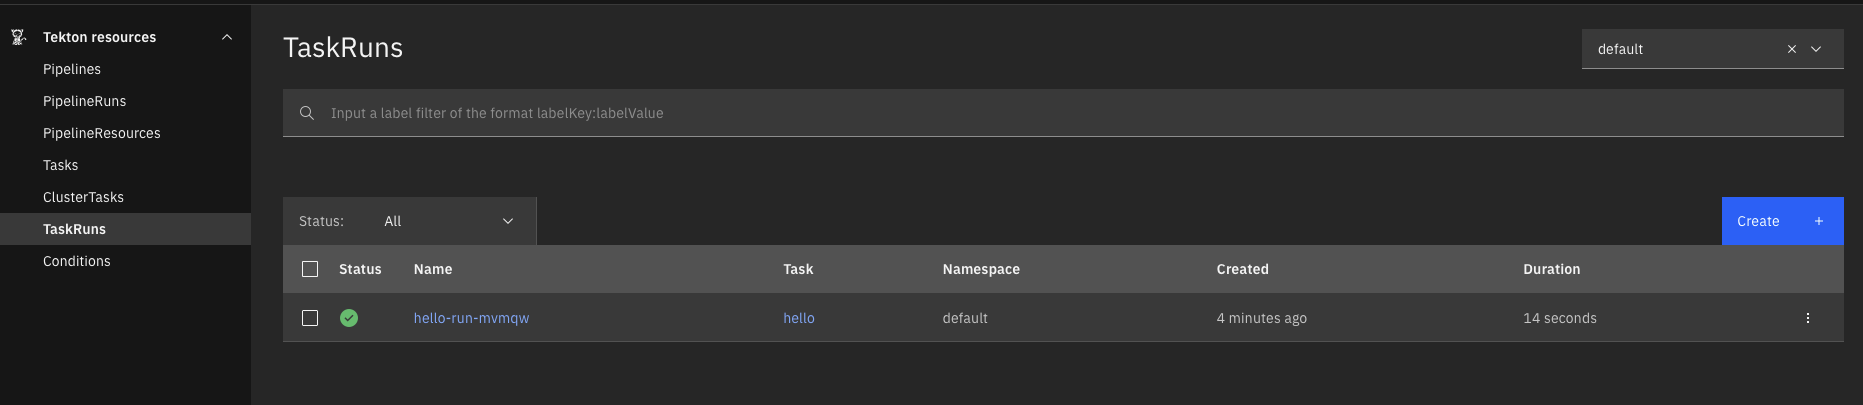 Tekton resources
Pipelines
PipelineRuns
PipelineResources
Tasks
ClusterTasks
TaskRuns
Conditions
TaskRuns
default
Input a label filter of the format labelKey:labelValue
Status: All
Create
Status Name Task Namespace Created Duration
hello-run-mvmqw hello default 4 minutes ago 14 seconds